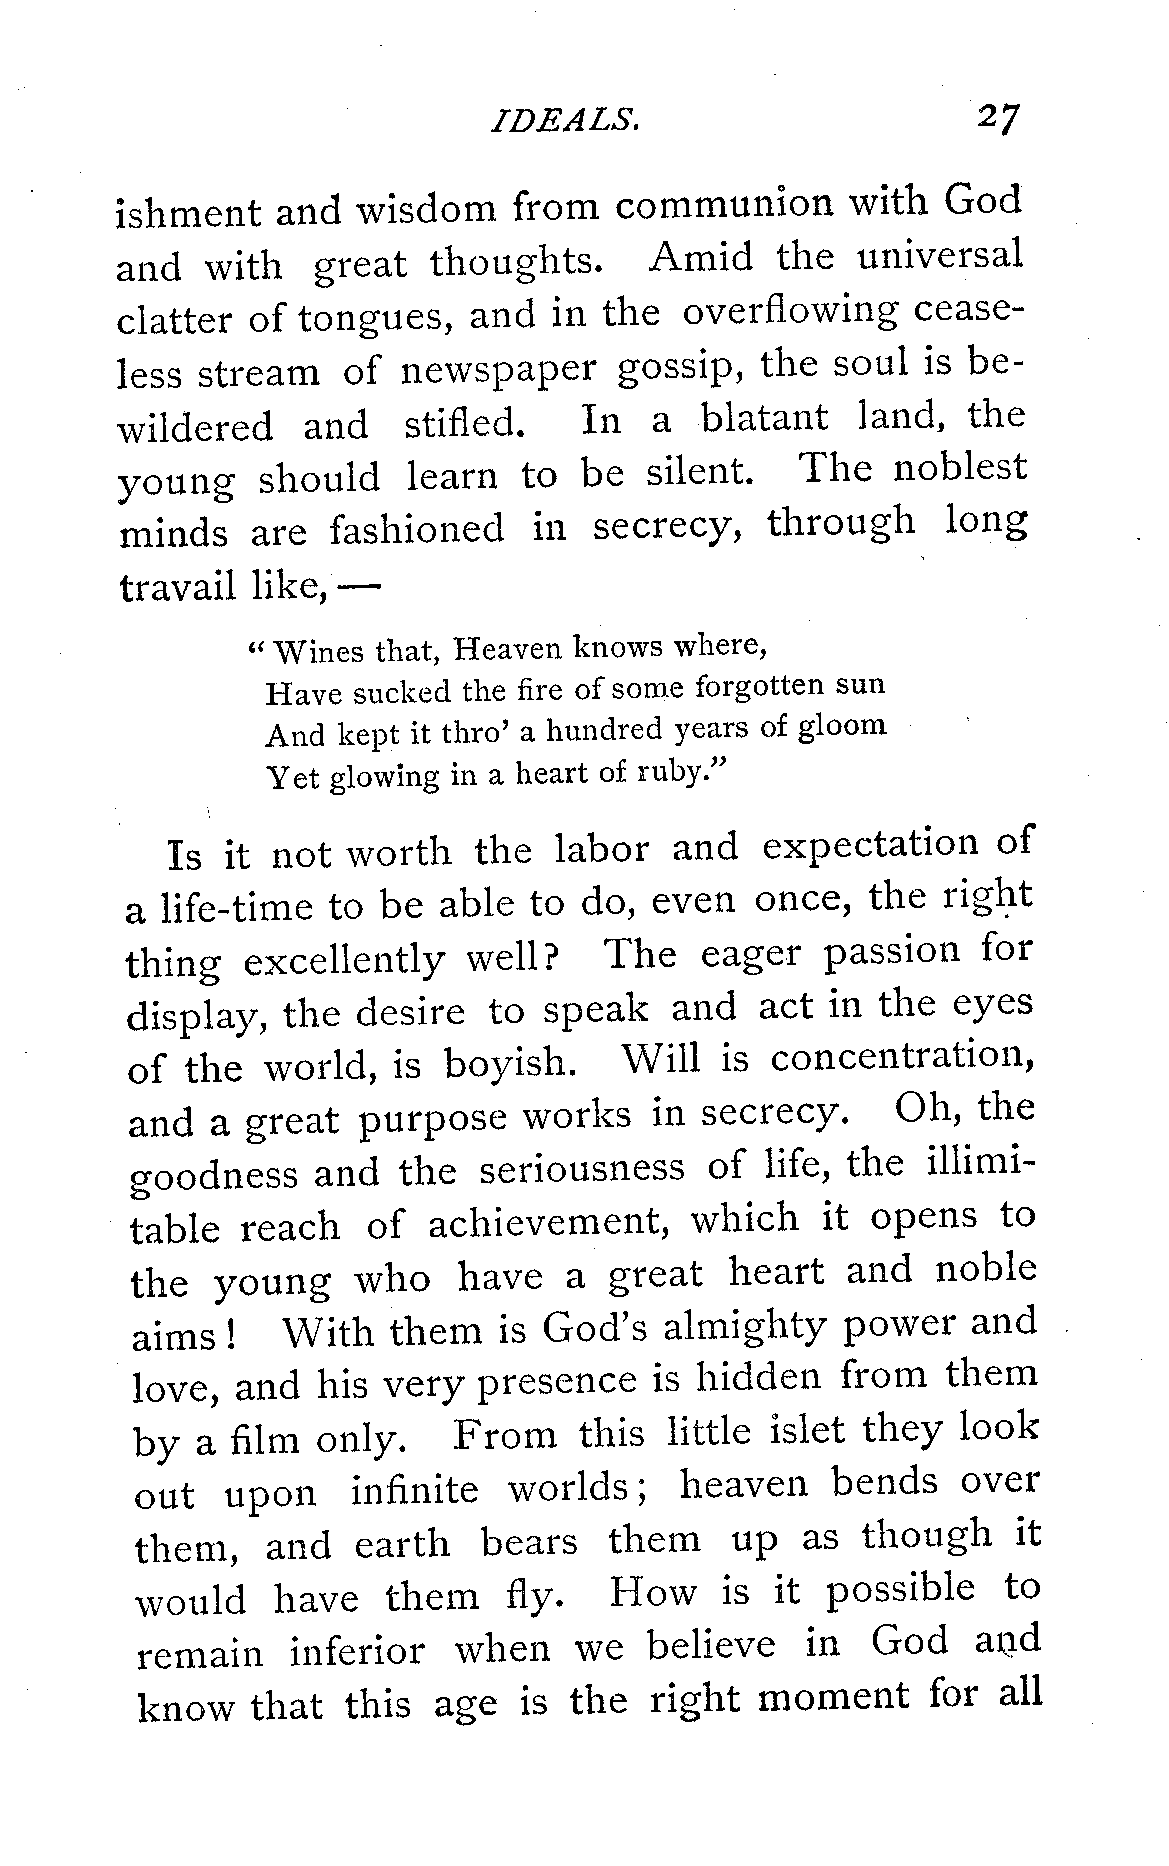 IDEALS. 27
ishment and wisdom from communion with God
and with great thoughts. Amid the universal
clatter of tongues, and in the overflowing cease-
less stream of newspaper gossip, the soul is be-
wildered and stifled. In a blatant land, the
young should learn to be silent. The noblest
minds are fashioned in secrecy, through long
travail like, —
“ Wines that, Heaven knows where,
Have sucked the fire of some forgotten sun
And kept it thro’ a hundred years of gloom
Yet glowing in a heart of ruby.”
Is it not worth the labor and expectation of
a life-time to be able to do, even once, the right
thing excellently well? The eager passion for
display, the desire to speak and act in the eyes
of the world, is boyish. Will is concentration,
and a great purpose works in secrecy. Oh, the
goodness and the seriousness of life, the illimi-
table reach of achievement, which it opens to
the young who have a great heart and noble
aims ! With them is God’s almighty power and
love, and his very presence is hidden from them
by a film only. From this little islet they look
out upon infinite worlds ; heaven bends over
them, and earth bears them up as though it
would have them fly. How is it possible to
remain inferior when we believe in God and
know that this age is the right moment for all